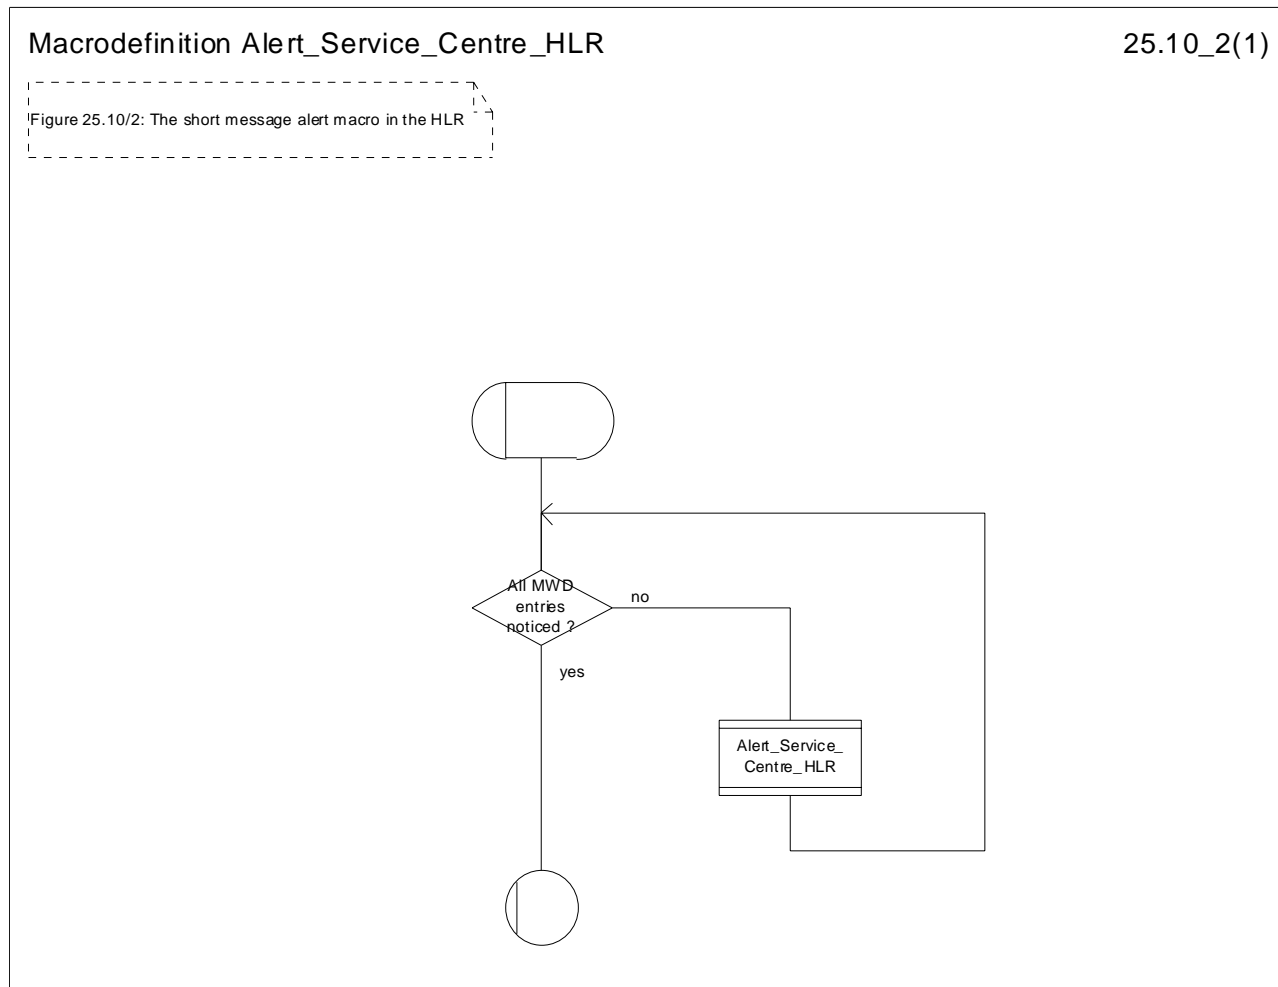 Macrodefinition Alert_Service_Centre_HLR
25.10_2(1)
Figure 25.10/2: The short message alert macro in the HLR
All MWD
entries
noticed ?
no
yes
Alert_Service_
Centre_HLR